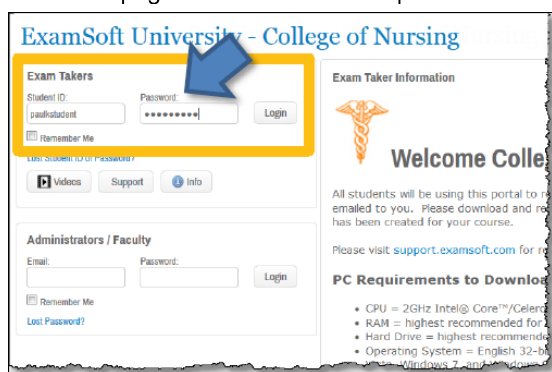 ExamSoft University - College of Nursing
Exam Takers
Student ID:
Password:
paulkstudent
•••••••••
Login
Remember Me
Lost Student ID or Password?
Videos
Support
Info
Administrators / Faculty
Email:
Password:
Login
Remember Me
Lost Password?
Exam Taker Information
Welcome Colle
All students will be using this portal to
emailed to you. Please download and
has been created for your course.
Please visit support.examsoft.com for
PC Requirements to Downlo
• CPU = 2GHz Intel® Core™/Celero
• RAM = highest recommended for
• Hard Drive = highest recommende
• Operating System = English 32-b
Windows 7, and Windows